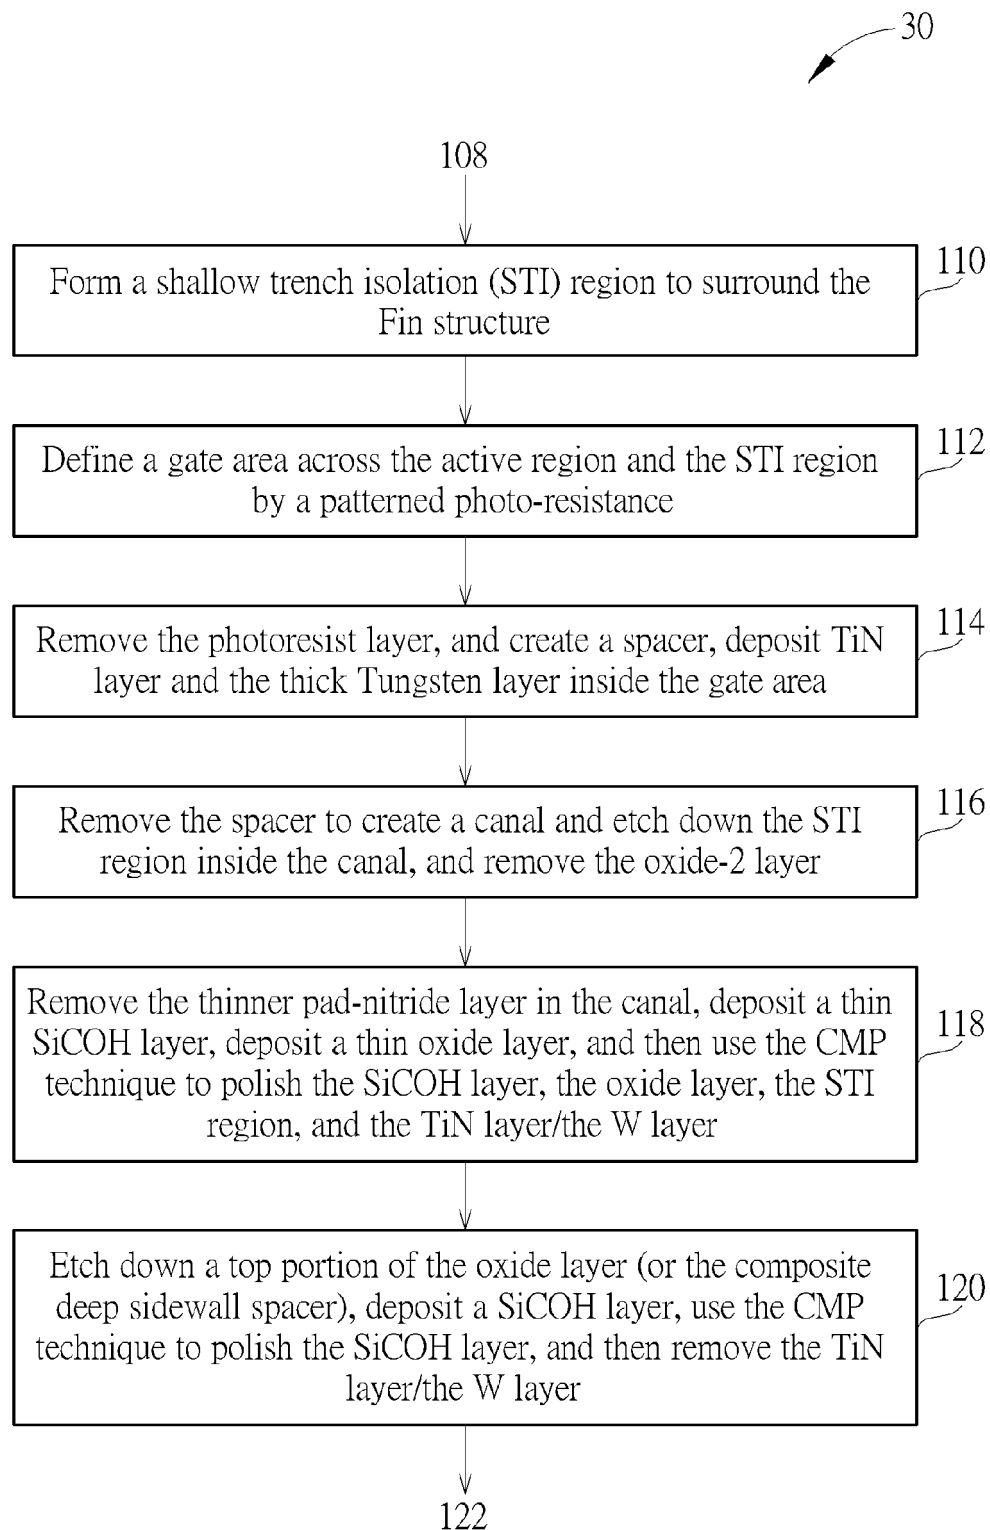 30
108
110
Form a shallow trench isolation (STI) region to surround the
Fin structure
112
Define a gate area across the active region and the STI region
by a patterned photo-resistance
114
Remove the photoresist layer, and create a spacer, deposit TiN
layer and the thick Tungsten layer inside the gate area
116
Remove the spacer to create a canal and etch down the STI
region inside the canal, and remove the oxide-2 layer
118
Remove the thinner pad-nitride layer in the canal, deposit a thin
SiCOH layer, deposit a thin oxide layer, and then use the CMP
technique to polish the SiCOH layer, the oxide layer, the STI
region, and the TiN layer/the W layer
120
Etch down a top portion of the oxide layer (or the composite
deep sidewall spacer), deposit a SiCOH layer, use the CMP
technique to polish the SiCOH layer, and then remove the TiN
layer/the W layer
122